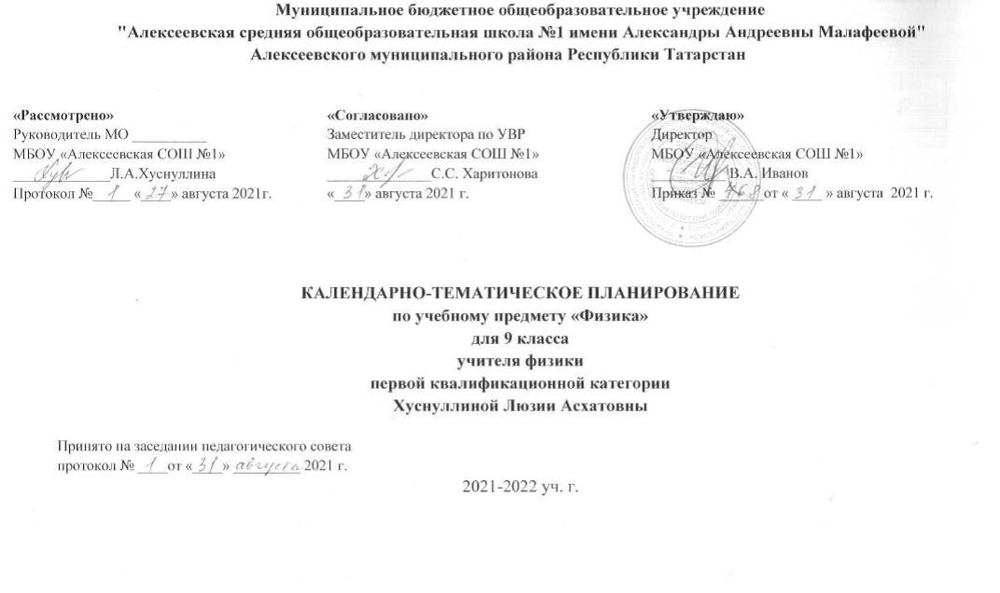 Муниципальное бюджетное общеобразовательное учреждение
"Алексеевская средняя общеобразовательная школа №1 имени Александры Андреевны Малафеевой"
Алексеевского муниципального района Республики Татарстан
«Рассмотрено»
Руководитель МО __________
МБОУ «Алексеевская СОШ №1»
_____________Л.А.Хуснуллина
Протокол № 1 « 27 » августа 2021г.
«Согласовано»
Заместитель директора по УВР
МБОУ «Алексеевская СОШ №1»
______________С.С. Харитонова
« 31 » августа 2021 г.
«Утверждаю»
Директор
МБОУ «Алексеевская СОШ №1»
__________В.А. Иванов
Приказ № 768 от « 31 » августа 2021 г.
КАЛЕНДАРНО-ТЕМАТИЧЕСКОЕ ПЛАНИРОВАНИЕ
по учебному предмету «Физика»
для 9 класса
учителя физики
первой квалификационной категории
Хуснуллиной Люзии Асхатовны
Принято на заседании педагогического совета
протокол № 1 от « 31 » августа 2021 г.
2021-2022 уч. г.